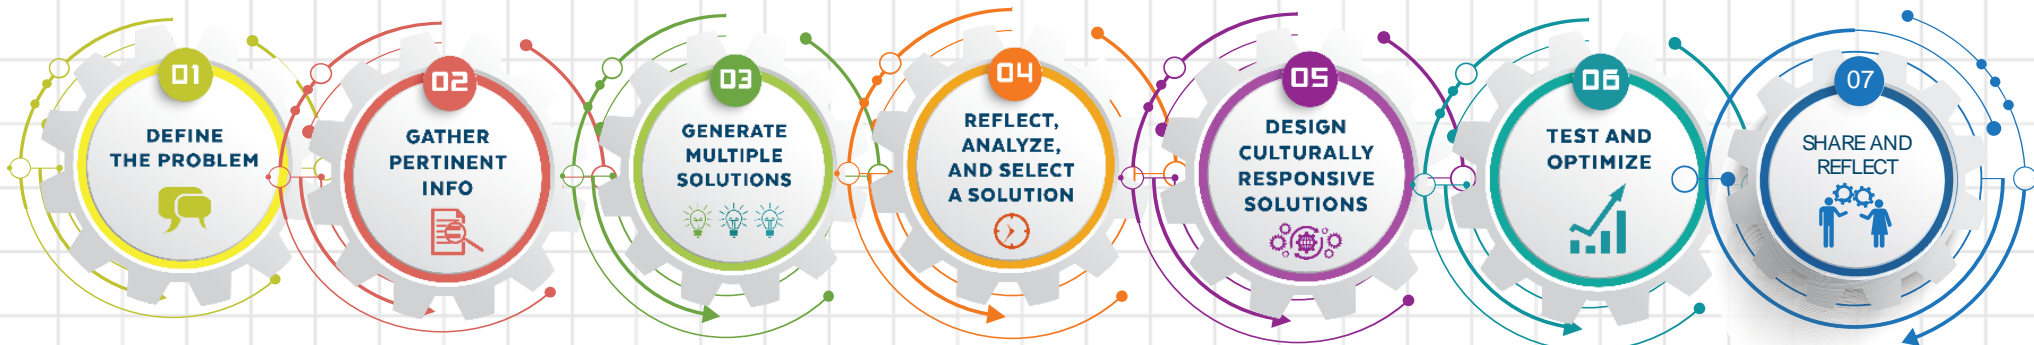 01
DEFINE
THE PROBLEM
02
GATHER
PERTINENT
INFO
03
GENERATE
MULTIPLE
SOLUTIONS
04
REFLECT,
ANALYZE,
AND SELECT
A SOLUTION
05
DESIGN
CULTURALLY
RESPONSIVE
SOLUTIONS
06
TEST AND
OPTIMIZE
07
SHARE AND
REFLECT